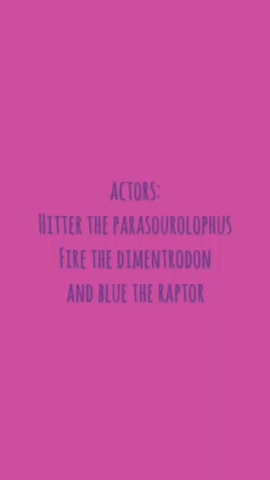 ACTORS:
HITTER THE PARASOUROLOPHUS
FIRE THE DIMENTRODON
AND BLUE THE RAPTOR